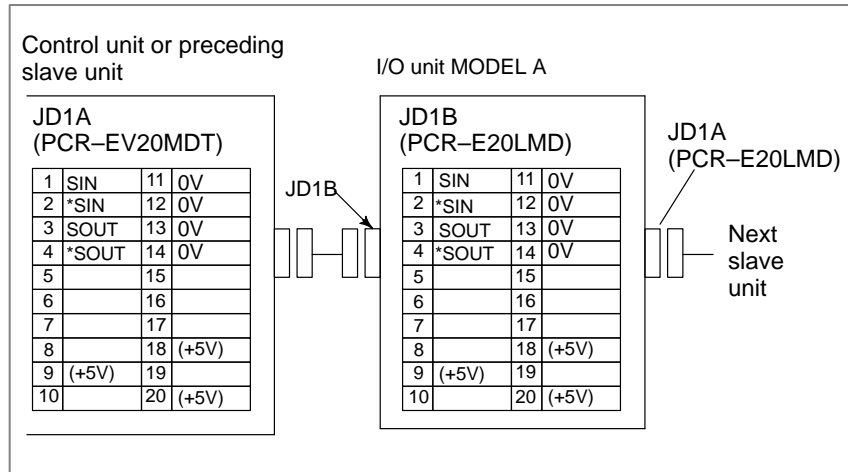 Control unit or preceding
slave unit
I/O unit MODEL A
JD1A
(PCR–EV20MDT)
1 SIN 11 0V
2 *SIN 12 0V
3 SOUT 13 0V
4 *SOUT 14 0V
5 15
6 16
7 17
8 18 (+5V)
9 (+5V) 19
10 20 (+5V)
JD1B
JD1B
(PCR–E20LMD)
1 SIN 11 0V
2 *SIN 12 0V
3 SOUT 13 0V
4 *SOUT 14 0V
5 15
6 16
7 17
8 18 (+5V)
9 (+5V) 19
10 20 (+5V)
JD1A
(PCR–E20LMD)
Next
slave
unit